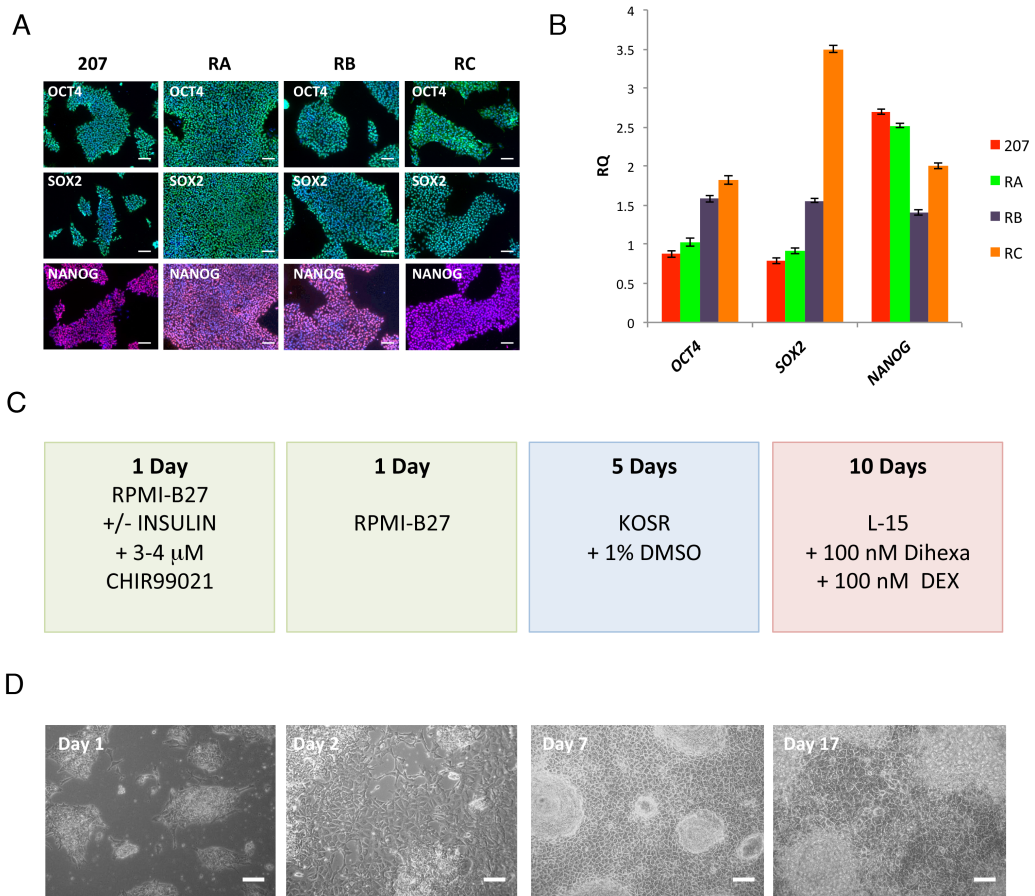 A
207 RA RB RC
OCT4 OCT4 OCT4 OCT4
SOX2 SOX2 SOX2 SOX2
NANOG NANOG NANOG NANOG
B
4
3.5
3
2.5
2
1.5
1
0.5
0
RQ
OCT4 SOX2 NANOG
207
RA
RB
RC
C
1 Day
RPMI-B27
+/- INSULIN
+ 3-4 µM
CHIR99021
1 Day
RPMI-B27
5 Days
KOSR
+ 1% DMSO
10 Days
L-15
+ 100 nM Dihexa
+ 100 nM DEX
D
Day 1 Day 2 Day 7 Day 17